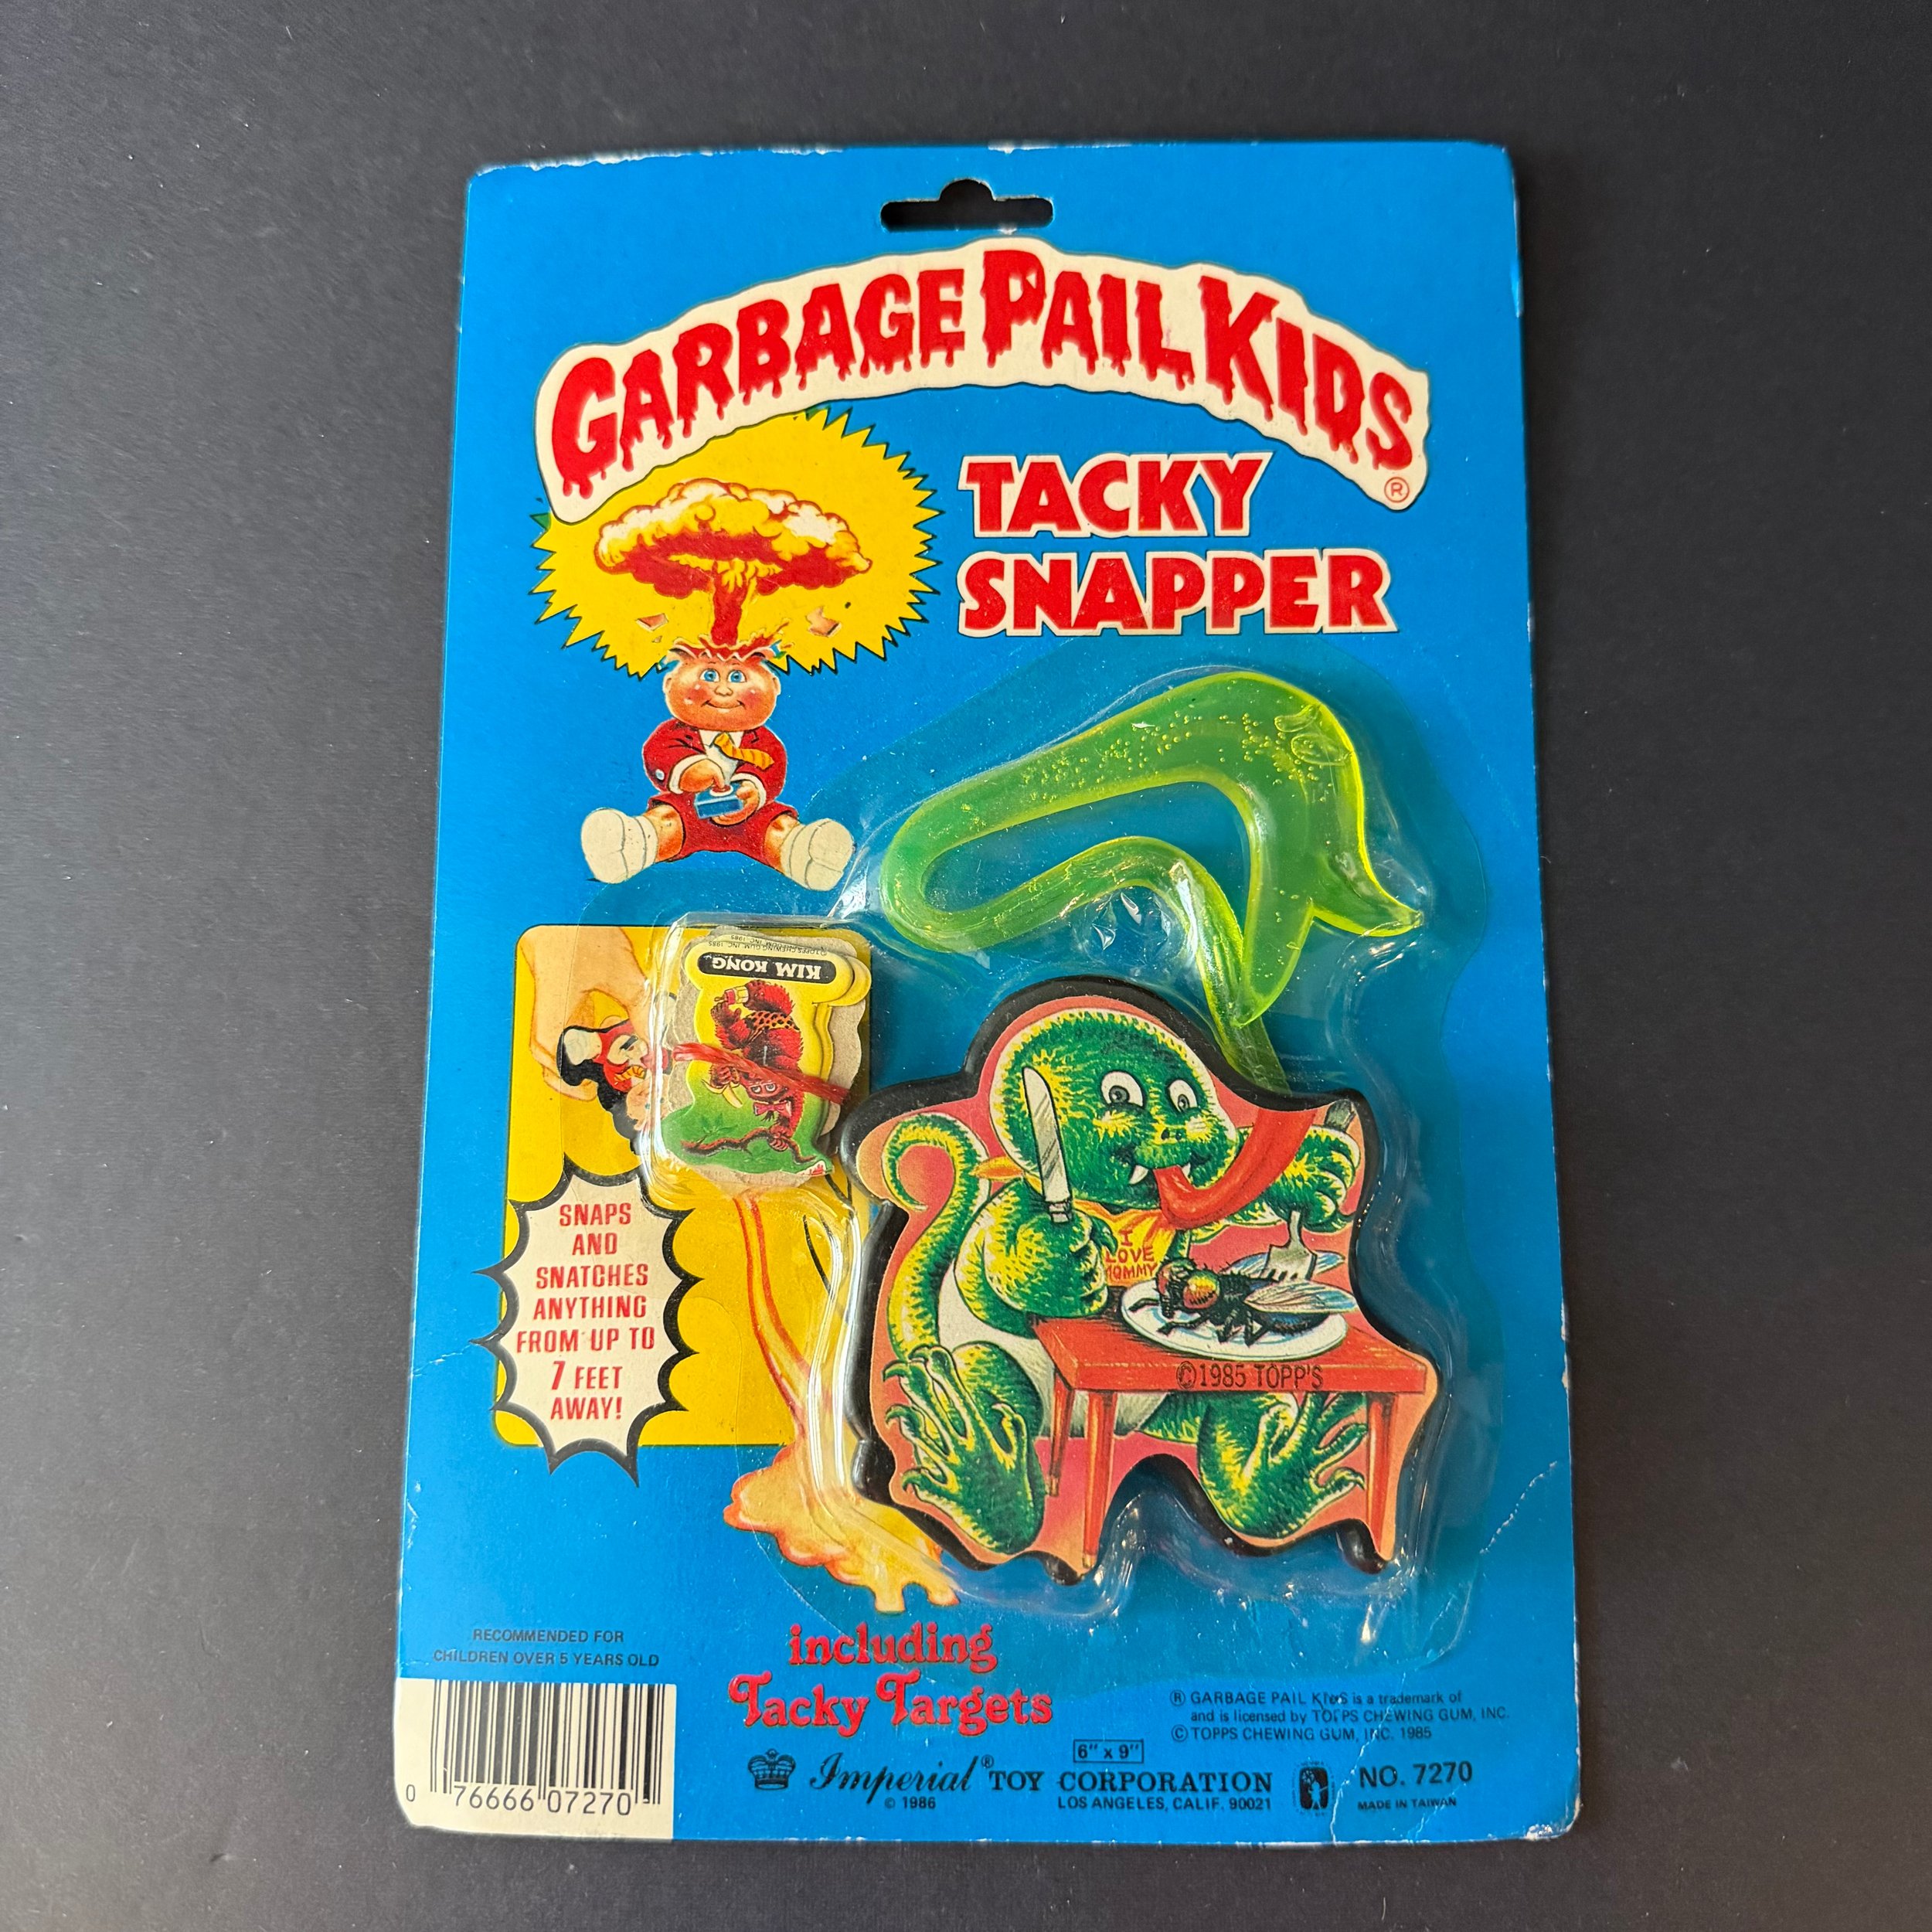 GARBAGE PAIL KIDS
®
TACKY
SNAPPER
KIM KONG
I
LOVE
MOMMY
©1985 TOPP'S
SNAPS
AND
SNATCHES
ANYTHING
FROM UP TO
7 FEET
AWAY!
RECOMMENDED FOR
CHILDREN OVER 5 YEARS OLD
including
Tacky Targets
® GARBAGE PAIL KIDS is a trademark of
and is licensed by TOPPS CHEWING GUM, INC.
© TOPPS CHEWING GUM, INC. 1985
6" x 9"
Imperial® TOY CORPORATION
© 1986
LOS ANGELES, CALIF. 90021
NO. 7270
MADE IN TAIWAN
0 76666 07270